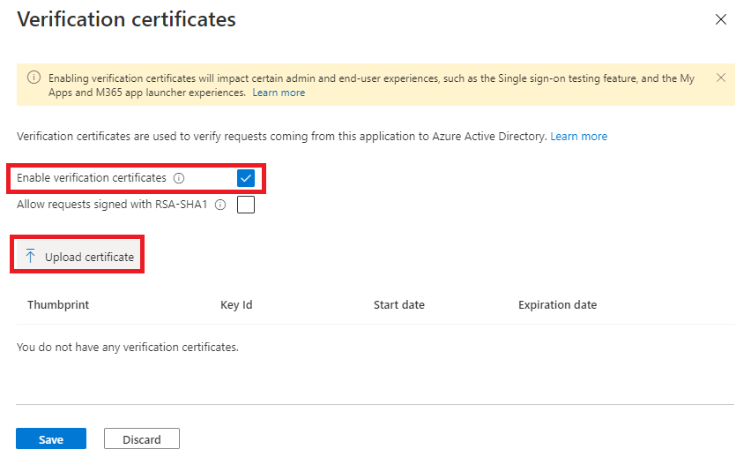 Verification certificates
Enabling verification certificates will impact certain admin and end-user experiences, such as the Single sign-on testing feature, and the My
Apps and M365 app launcher experiences. Learn more
Verification certificates are used to verify requests coming from this application to Azure Active Directory. Learn more
Enable verification certificates
Allow requests signed with RSA-SHA1
Upload certificate
Thumbprint Key Id Start date Expiration date
You do not have any verification certificates.
Save Discard